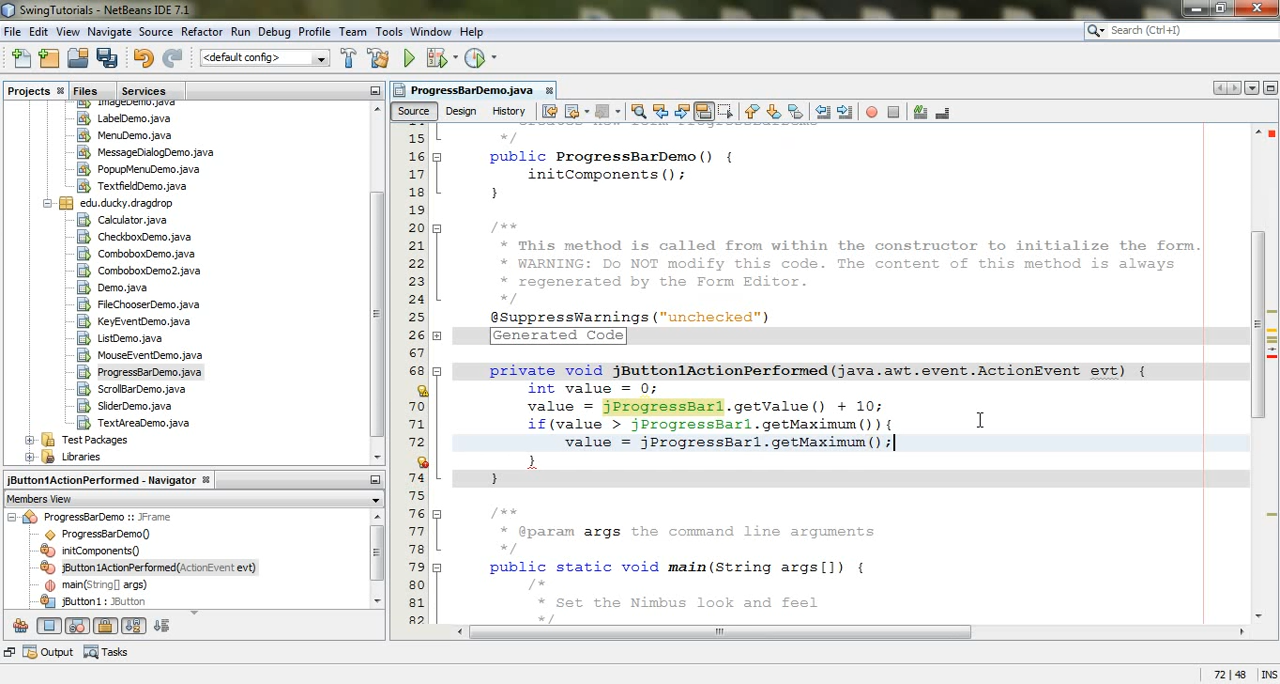 SwingTutorials - NetBeans IDE 7.1
File Edit View Navigate Source Refactor Run Debug Profile Team Tools Window Help
Search (Ctrl+I)
<default config>
Projects Files Services
ProgressBarDemo.java
Source Design History
ImageDemo.java
LabelDemo.java
MenuDemo.java
MessageDialogDemo.java
PopupMenuDemo.java
TextfieldDemo.java
edu.ducky.dragdrop
Calculator.java
CheckboxDemo.java
ComboboxDemo.java
ComboboxDemo2.java
Demo.java
FileChooserDemo.java
KeyEventDemo.java
ListDemo.java
MouseEventDemo.java
ProgressBarDemo.java
ScrollBarDemo.java
SliderDemo.java
TextAreaDemo.java
Test Packages
Libraries
jButton1ActionPerformed - Navigator
Members View
ProgressBarDemo :: JFrame
ProgressBarDemo()
initComponents()
jButton1ActionPerformed(ActionEvent evt)
main(String[] args)
jButton1 : JButton
Output Tasks
14 * Creates new form ProgressBarDemo
15 */
16 public ProgressBarDemo() {
17 initComponents();
18 }
19
20 /**
21 * This method is called from within the constructor to initialize the form.
22 * WARNING: Do NOT modify this code. The content of this method is always
23 * regenerated by the Form Editor.
24 */
25 @SuppressWarnings("unchecked")
26 Generated Code
67
68 private void jButton1ActionPerformed(java.awt.event.ActionEvent evt) {
int value = 0;
70 value = jProgressBar1.getValue() + 10;
71 if(value > jProgressBar1.getMaximum()){
72 value = jProgressBar1.getMaximum();
}
74 }
75
76 /**
77 * @param args the command line arguments
78 */
79 public static void main(String args[]) {
80 /*
81 * Set the Nimbus look and feel
82 */
72 | 48 INS